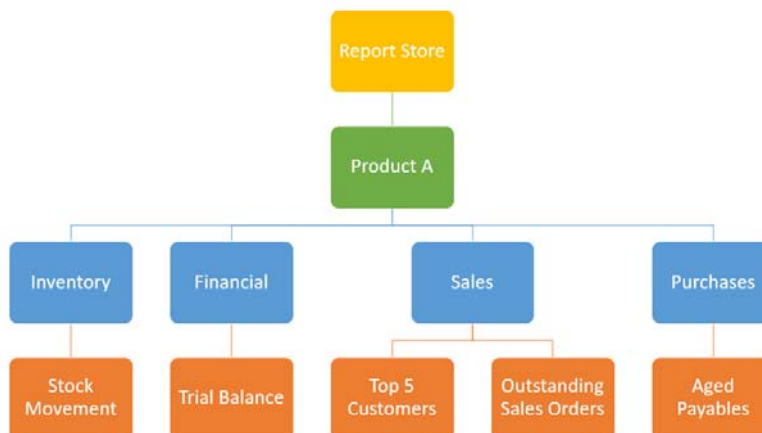 Report Store
Product A
Inventory
Financial
Sales
Purchases
Stock
Movement
Trial Balance
Top 5
Customers
Outstanding
Sales Orders
Aged
Payables